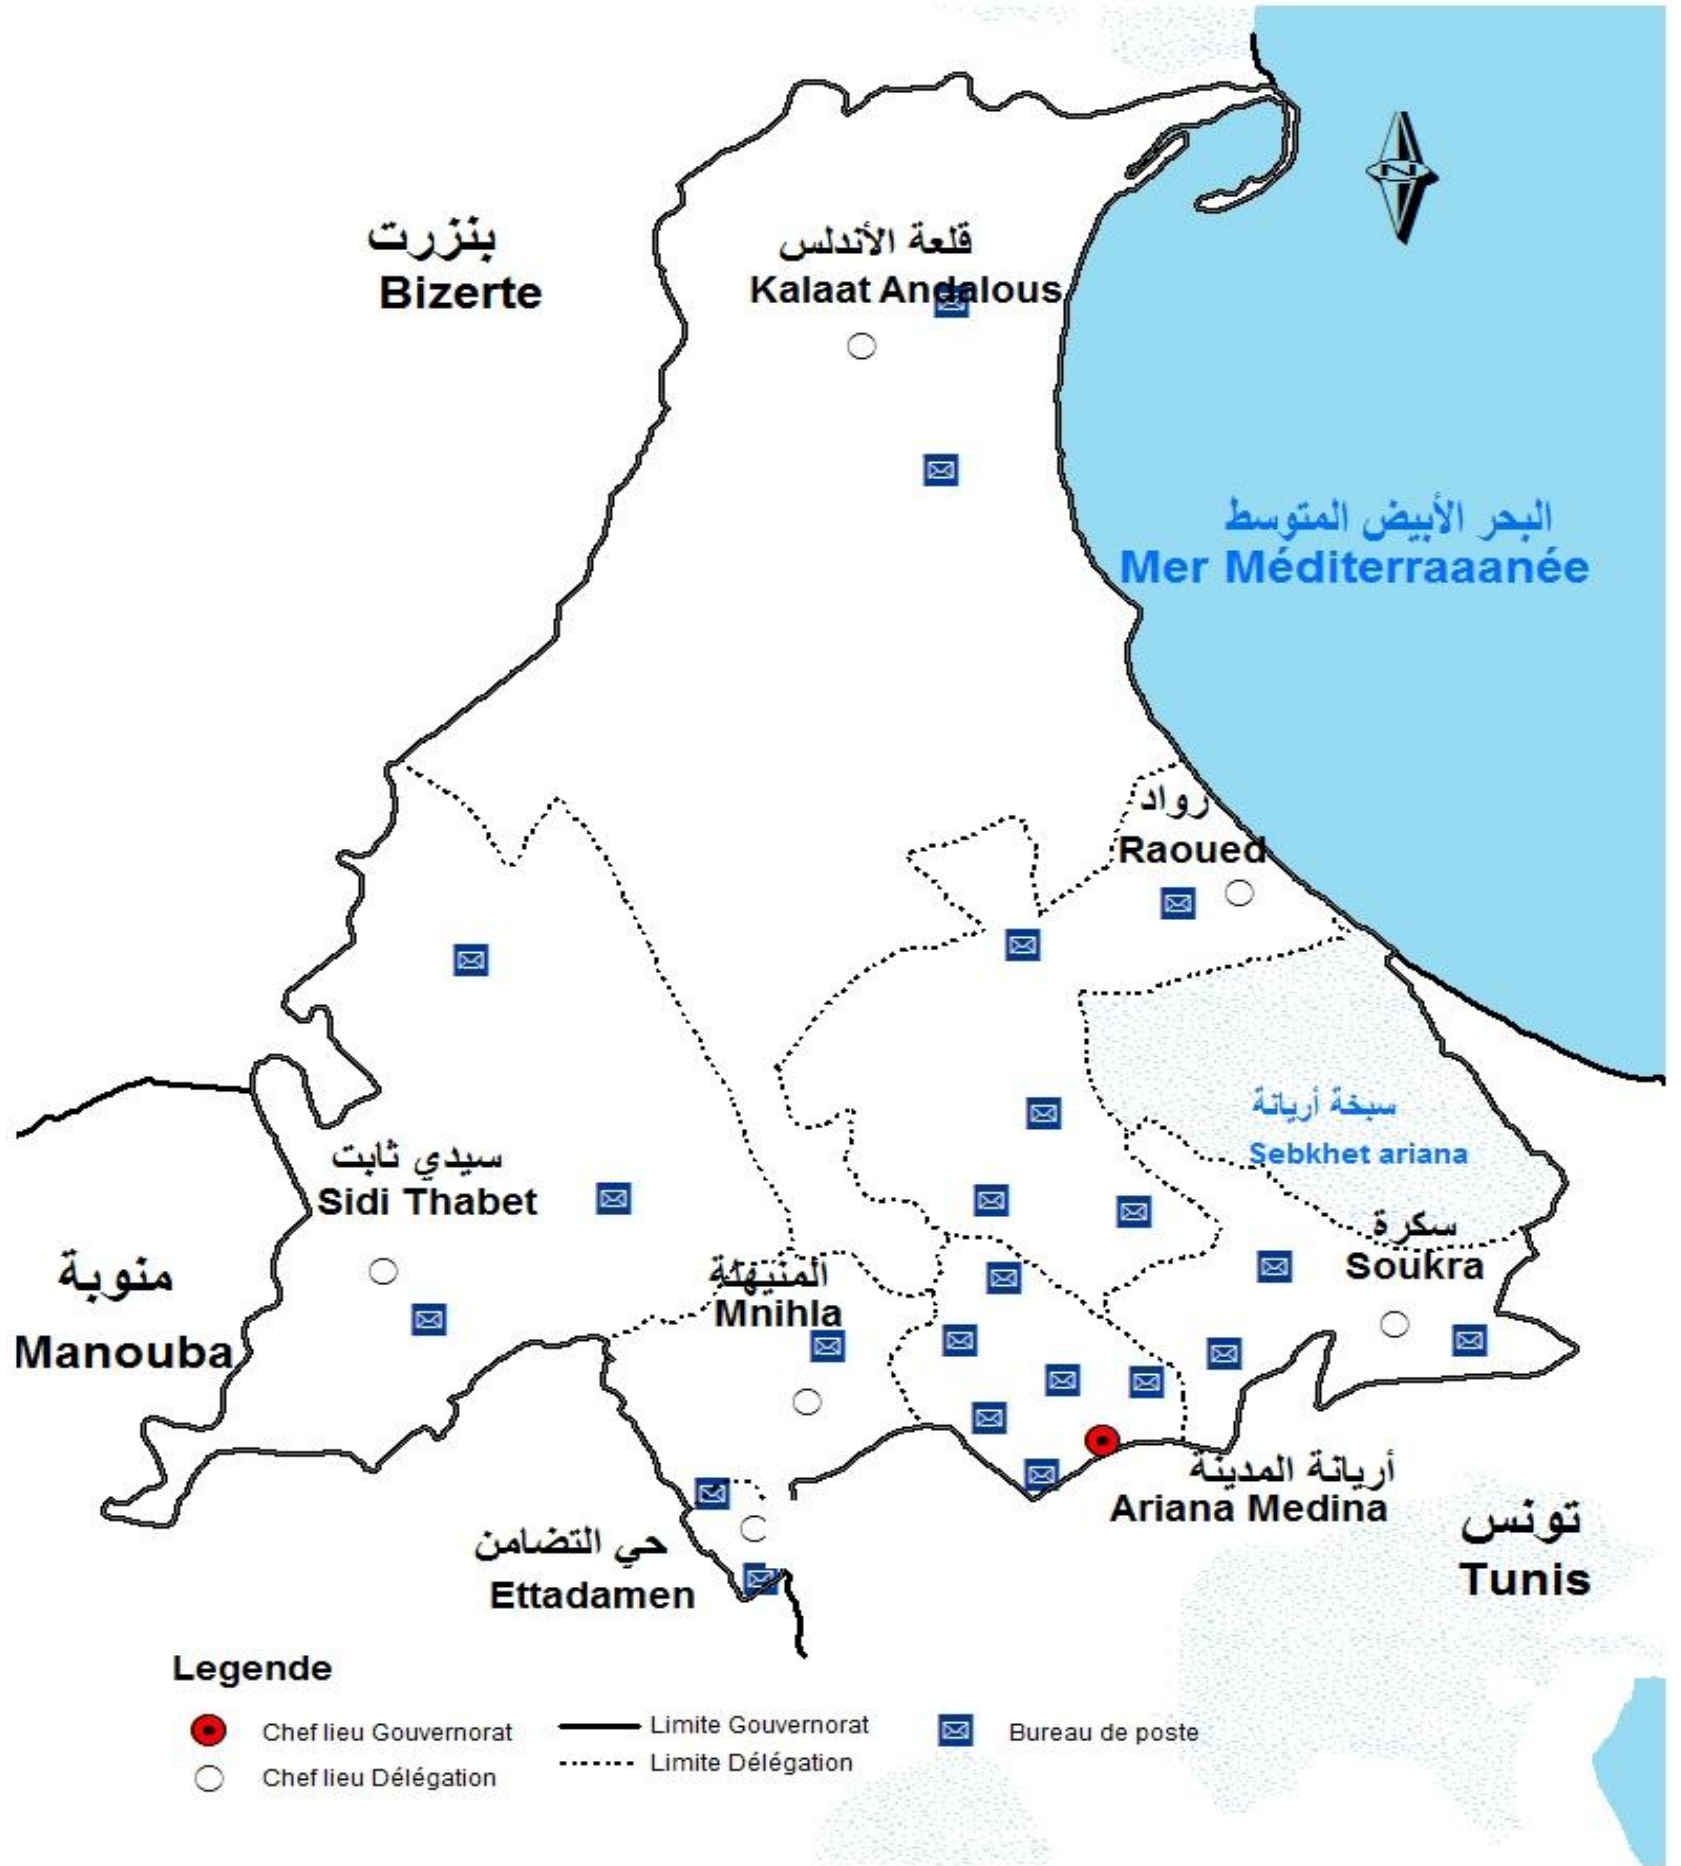 بنزرت
Bizerte
قلعة الأندلس
Kalaat Andalous
N
البحر الأبيض المتوسط
Mer Méditerraaanée
رواد
Raoued
سبخة أريانة
Sebkhet ariana
سيدي ثابت
Sidi Thabet
سكرة
Soukra
منوبة
Manouba
المنيهلة
Mnihla
أريانة المدينة
Ariana Medina
تونس
Tunis
حي التضامن
Ettadamen
Legende
Chef lieu Gouvernorat
Limite Gouvernorat
Bureau de poste
Chef lieu Délégation
Limite Délégation